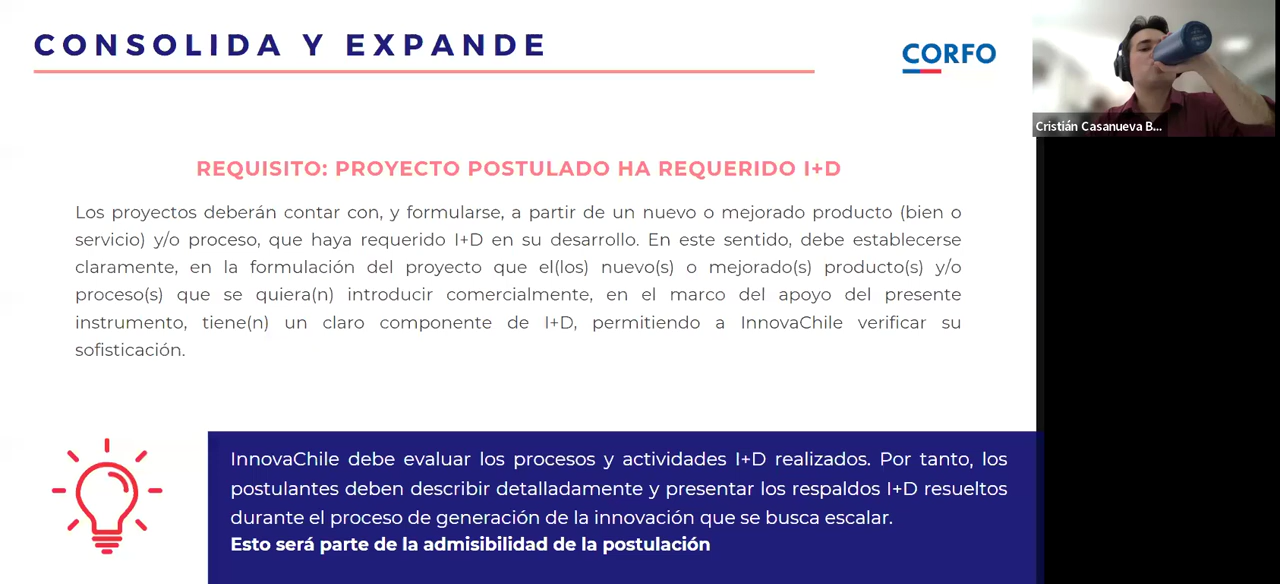 CONSOLIDA Y EXPANDE
CORFO
Cristián Casanueva B...
REQUISITO: PROYECTO POSTULADO HA REQUERIDO I+D
Los proyectos deberán contar con, y formularse, a partir de un nuevo o mejorado producto (bien o
servicio) y/o proceso, que haya requerido I+D en su desarrollo. En este sentido, debe establecerse
claramente, en la formulación del proyecto que el(los) nuevo(s) o mejorado(s) producto(s) y/o
proceso(s) que se quiera(n) introducir comercialmente, en el marco del apoyo del presente
instrumento, tiene(n) un claro componente de I+D, permitiendo a InnovaChile verificar su
sofisticación.
InnovaChile debe evaluar los procesos y actividades I+D realizados. Por tanto, los
postulantes deben describir detalladamente y presentar los respaldos I+D resueltos
durante el proceso de generación de la innovación que se busca escalar.
Esto será parte de la admisibilidad de la postulación